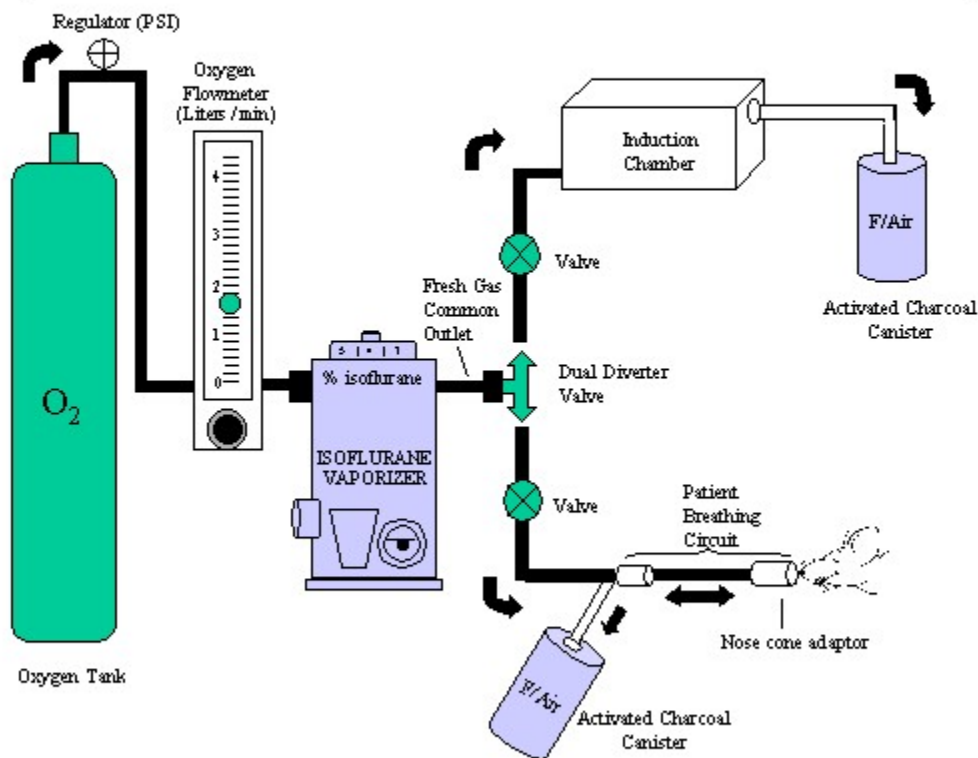 Regulator (PSI)
Oxygen
Flowmeter
(Liters /min)
4
3
2
1
0
O2
Oxygen Tank
% isoflurane
ISOFLURANE
VAPORIZER
Fresh Gas
Common
Outlet
Valve
Induction
Chamber
F/Air
Activated Charcoal
Canister
Dual Diverter
Valve
Valve
Patient
Breathing
Circuit
Nose cone adaptor
F/Air
Activated Charcoal
Canister